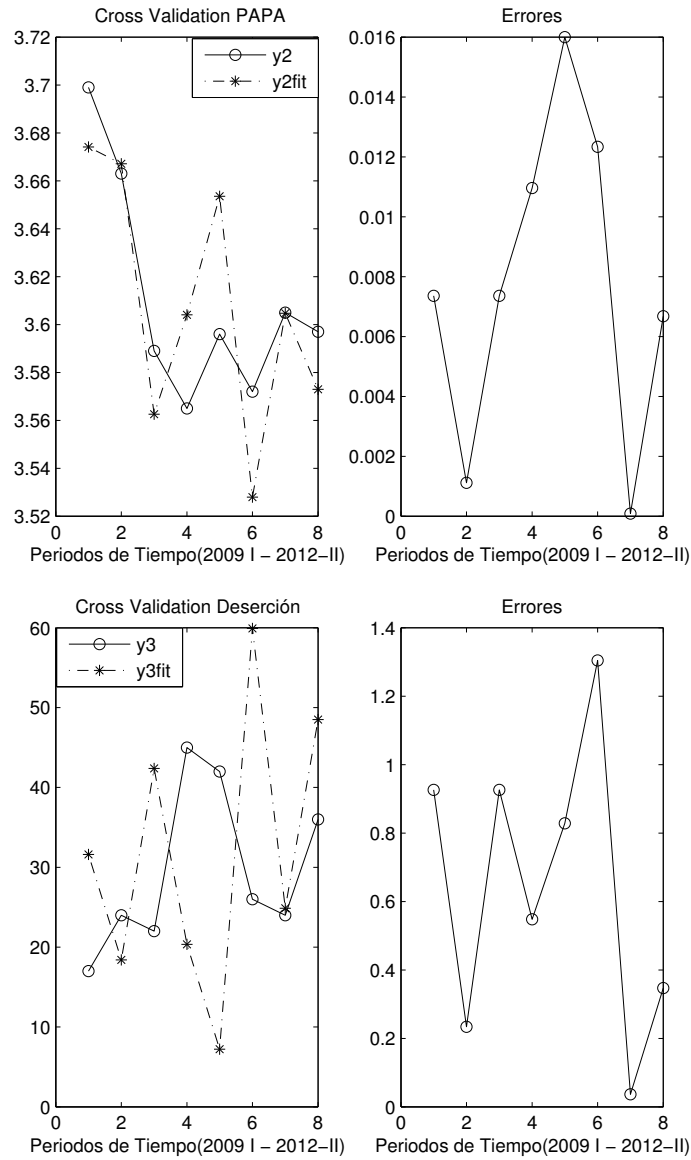 Cross Validation PAPA
3.72
3.7
3.68
3.66
3.64
3.62
3.6
3.58
3.56
3.54
3.52
0 2 4 6 8
Periodos de Tiempo(2009 I − 2012−II)
y2
y2fit
Errores
0.016
0.014
0.012
0.01
0.008
0.006
0.004
0.002
0
0 2 4 6 8
Periodos de Tiempo(2009 I − 2012−II)
Cross Validation Deserción
60
50
40
30
20
10
0
0 2 4 6 8
Periodos de Tiempo(2009 I − 2012−II)
y3
y3fit
Errores
1.4
1.2
1
0.8
0.6
0.4
0.2
0
0 2 4 6 8
Periodos de Tiempo(2009 I − 2012−II)